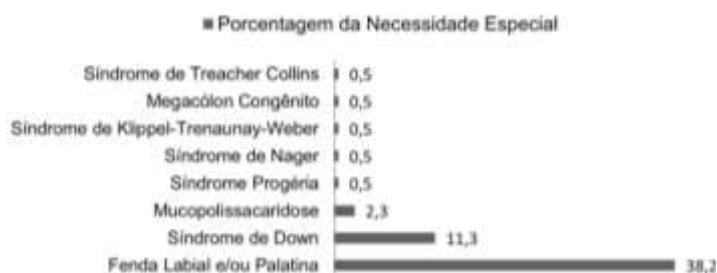 Porcentagem da Necessidade Especial
Síndrome de Treacher Collins 0,5
Megacólon Congênito 0,5
Síndrome de Klippel-Trenaunay-Weber 0,5
Síndrome de Nager 0,5
Síndrome Progéria 0,5
Mucopolissacaridose 2,3
Síndrome de Down 11,3
Fenda Labial e/ou Palatina 38,2